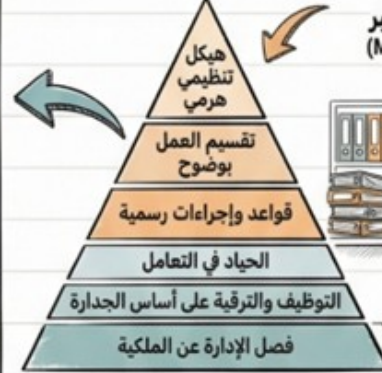 هيكل
تنظيمي
هرمي
تقسيم العمل
بوضوح
قواعد وإجراءات رسمية
الحياد في التعامل
التوظيف والترقية على أساس الجدارة
فصل الإدارة عن الملكية